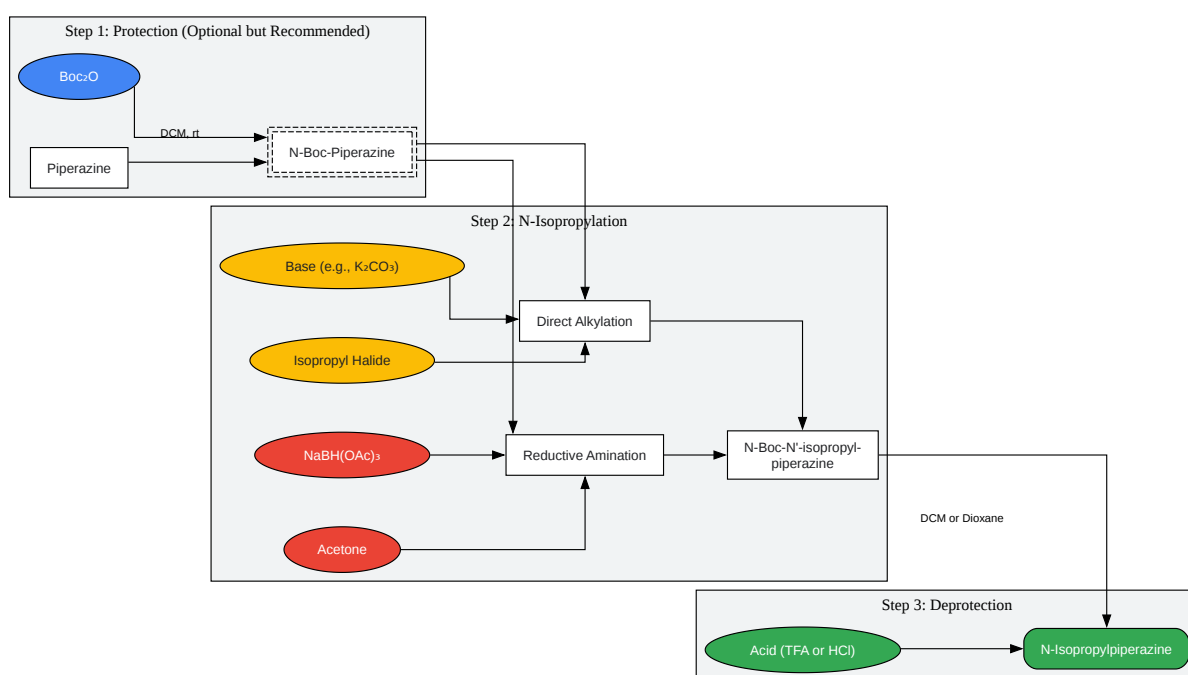 Step 1: Protection (Optional but Recommended)
Boc₂O
DCM, rt
N-Boc-Piperazine
Piperazine
Step 2: N-Isopropylation
Base (e.g., K₂CO₃)
Direct Alkylation
Isopropyl Halide
NaBH(OAc)₃
Reductive Amination
N-Boc-N'-isopropyl-
piperazine
Acetone
DCM or Dioxane
Step 3: Deprotection
Acid (TFA or HCl)
N-Isopropylpiperazine